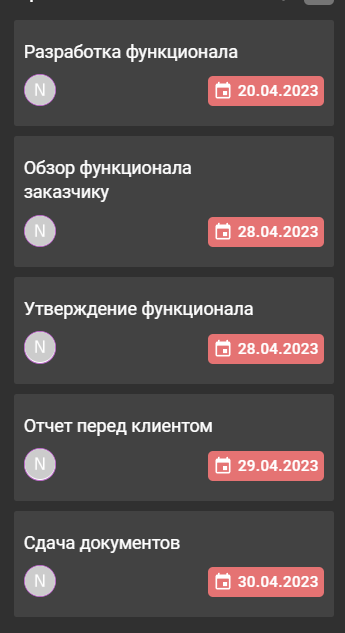 Разработка функционала
N
20.04.2023
Обзор функционала
заказчику
N
28.04.2023
Утверждение функционала
N
28.04.2023
Отчет перед клиентом
N
29.04.2023
Сдача документов
N
30.04.2023